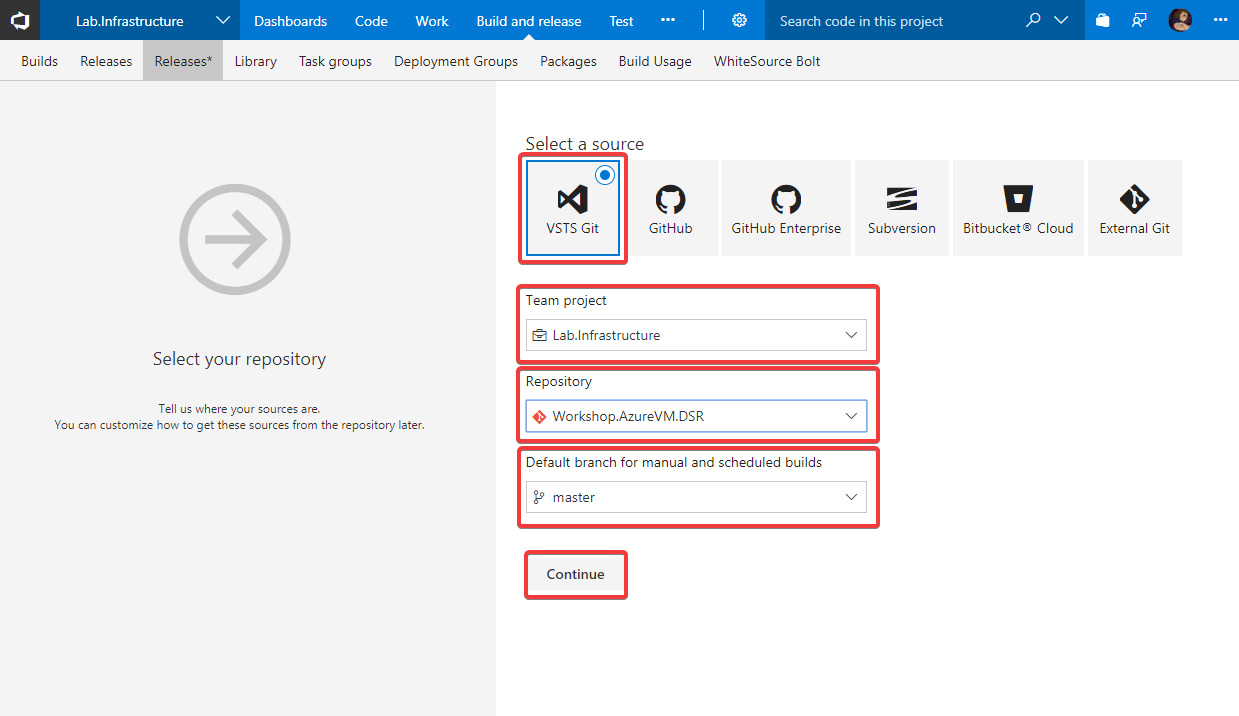 Lab.Infrastructure Dashboards Code Work Build and release Test Search code in this project
Builds Releases Releases* Library Task groups Deployment Groups Packages Build Usage WhiteSource Bolt
Select your repository
Tell us where your sources are.
You can customize how to get these sources from the repository later.
Select a source
VSTS Git GitHub GitHub Enterprise Subversion Bitbucket® Cloud External Git
Team project
Lab.Infrastructure
Repository
Workshop.AzureVM.DSR
Default branch for manual and scheduled builds
master
Continue